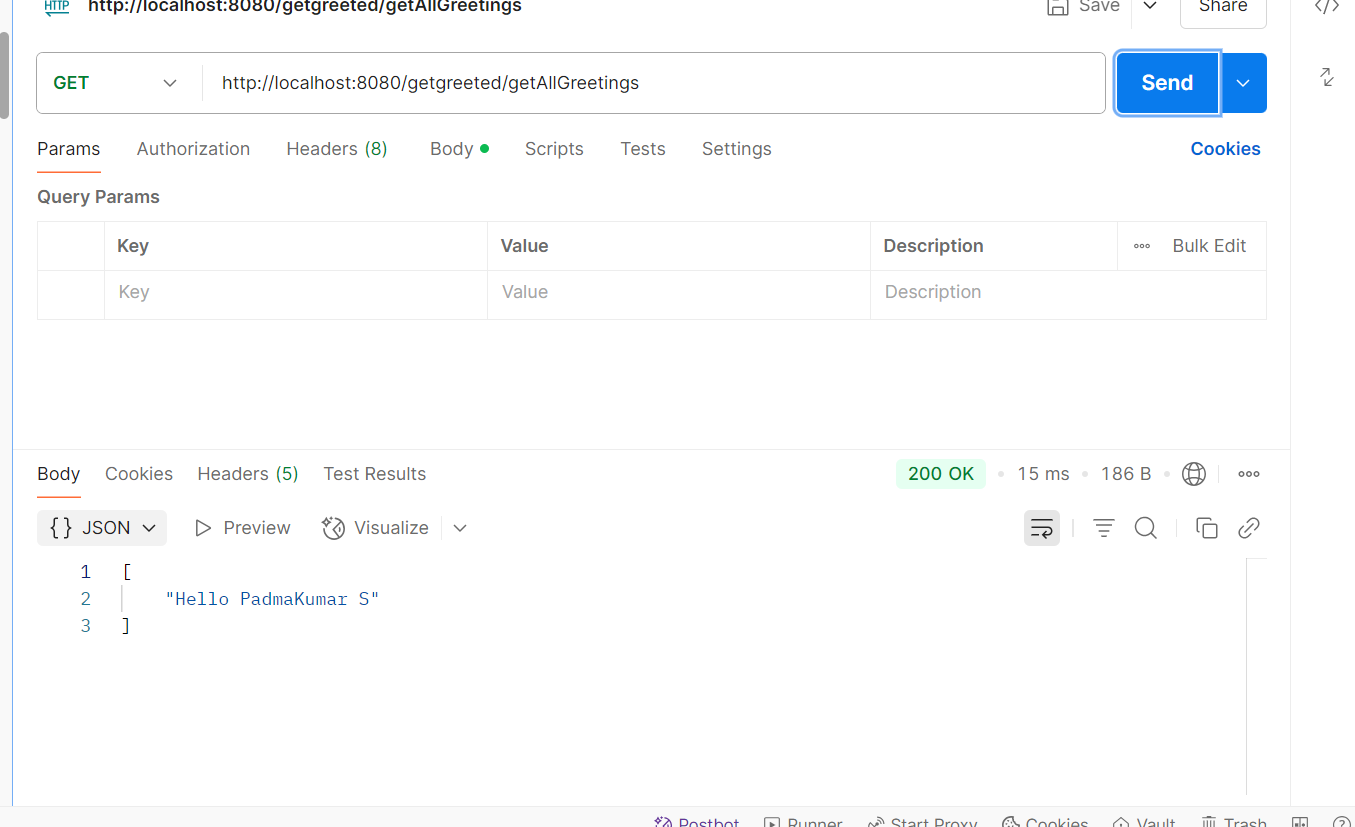 HTTP http://localhost:8080/getgreeted/getAllGreetings Save Share </>
GET http://localhost:8080/getgreeted/getAllGreetings Send
Params Authorization Headers (8) Body Scripts Tests Settings Cookies
Query Params
Key Value Description Bulk Edit
Key Value Description
Body Cookies Headers (5) Test Results 200 OK 15 ms 186 B
{} JSON Preview Visualize
1 [
2 "Hello PadmaKumar S"
3 ]
Postbot Runner Start Proxy Cookies Vault Trash